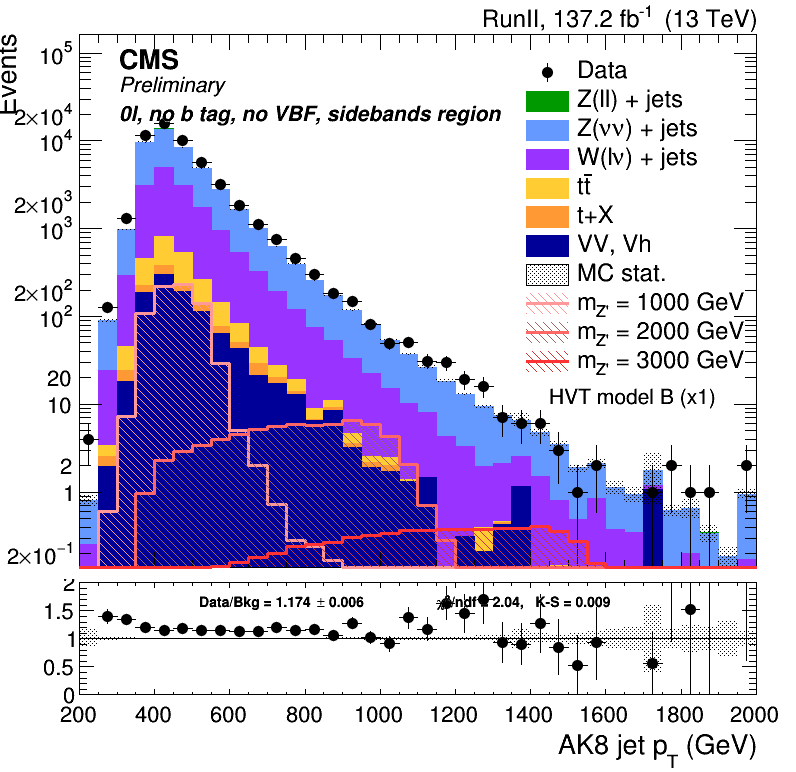 RunII, 137.2 fb⁻¹ (13 TeV)
Events
CMS
Preliminary
0l, no b tag, no VBF, sidebands region
Data
Z(ll) + jets
Z(νν) + jets
W(lν) + jets
tt̄
t+X
VV, Vh
MC stat.
m_Z' = 1000 GeV
m_Z' = 2000 GeV
m_Z' = 3000 GeV
HVT model B (x1)
10⁵
2×10⁴
10⁴
2×10³
10³
2×10²
10²
20
10
2
1
2×10⁻¹
Data/Bkg = 1.174 ± 0.006
/ndf = 2.04, K-S = 0.009
2
1.5
1
0.5
0
200 400 600 800 1000 1200 1400 1600 1800 2000
AK8 jet p_T (GeV)